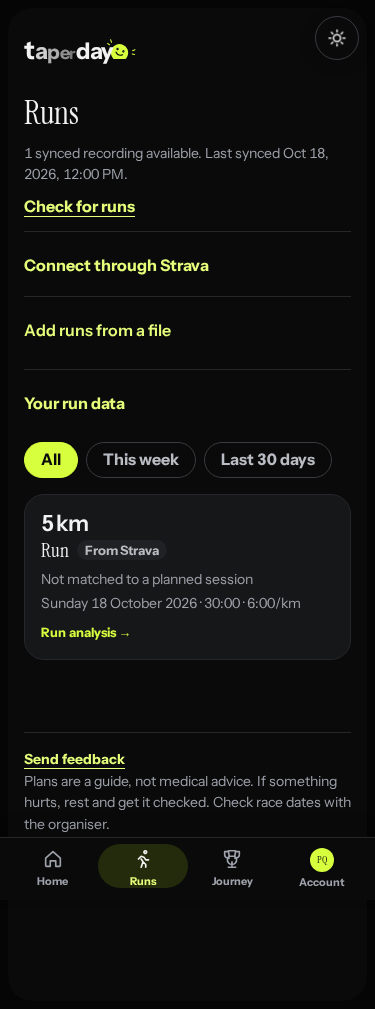 taperday
Runs
1 synced recording available. Last synced Oct 18,
2026, 12:00 PM.
Check for runs
Connect through Strava
Add runs from a file
Your run data
All
This week
Last 30 days
5 km
Run
From Strava
Not matched to a planned session
Sunday 18 October 2026 · 30:00 · 6:00/km
Run analysis →
Send feedback
Plans are a guide, not medical advice. If something
hurts, rest and get it checked. Check race dates with
the organiser.
PQ
Home
Runs
Journey
Account